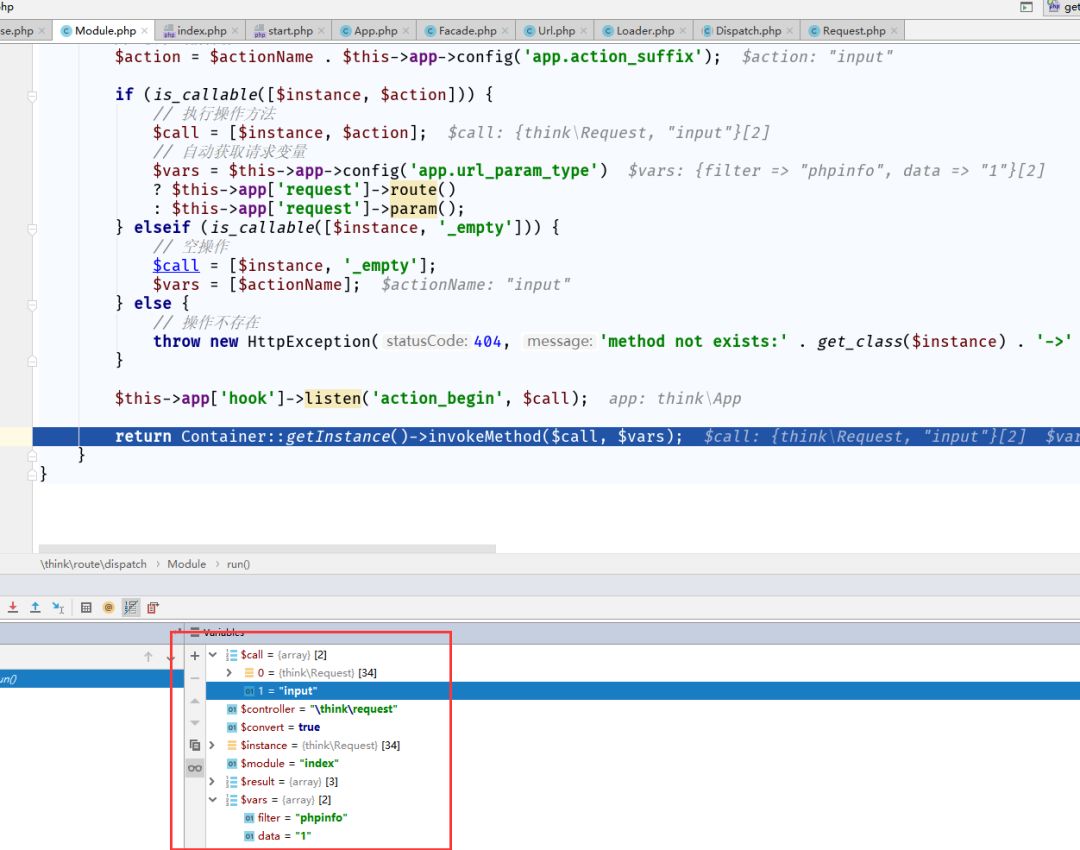 hp
get
se.php
Module.php
index.php
start.php
App.php
Facade.php
Url.php
Loader.php
Dispatch.php
Request.php
$action = $actionName . $this->app->config('app.action_suffix');  $action: "input"
if (is_callable([$instance, $action])) {
// 执行操作方法
$call = [$instance, $action];  $call: {think\Request, "input"}[2]
// 自动获取请求变量
$vars = $this->app->config('app.url_param_type')  $vars: {filter => "phpinfo", data => "1"}[2]
? $this->app['request']->route()
: $this->app['request']->param();
} elseif (is_callable([$instance, '_empty'])) {
// 空操作
$call = [$instance, '_empty'];
$vars = [$actionName];  $actionName: "input"
} else {
// 操作不存在
throw new HttpException( statusCode: 404,  message: 'method not exists:' . get_class($instance) . '->'
}
$this->app['hook']->listen('action_begin', $call);  app: think\App
return Container::getInstance()->invokeMethod($call, $vars);  $call: {think\Request, "input"}[2]  $var
}
}
\think\route\dispatch › Module › run()
Variables
un()
$call = {array} [2]
0 = {think\Request} [34]
1 = "input"
$controller = "\think\request"
$convert = true
$instance = {think\Request} [34]
$module = "index"
$result = {array} [3]
$vars = {array} [2]
filter = "phpinfo"
data = "1"